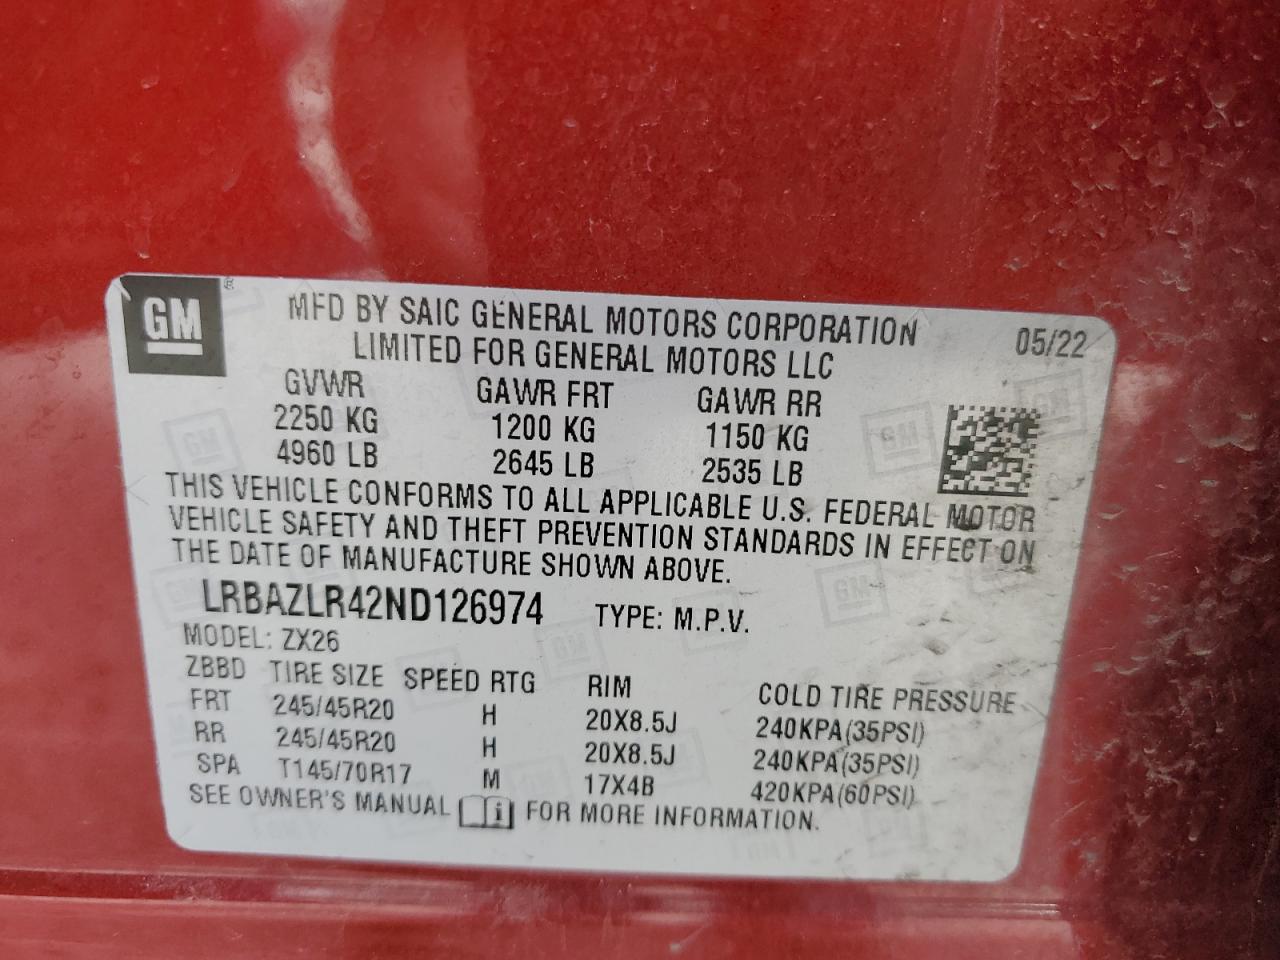 GM ® MFD BY SAIC GENERAL MOTORS CORPORATION 05/22
LIMITED FOR GENERAL MOTORS LLC
GVWR GAWR FRT GAWR RR
2250 KG 1200 KG 1150 KG
4960 LB 2645 LB 2535 LB
THIS VEHICLE CONFORMS TO ALL APPLICABLE U.S. FEDERAL MOTOR
VEHICLE SAFETY AND THEFT PREVENTION STANDARDS IN EFFECT ON
THE DATE OF MANUFACTURE SHOWN ABOVE.
LRBAZLR42ND126974 TYPE: M.P.V.
MODEL: ZX26
ZBBD TIRE SIZE SPEED RTG RIM COLD TIRE PRESSURE
FRT 245/45R20 H 20X8.5J 240KPA(35PSI)
RR 245/45R20 H 20X8.5J 240KPA(35PSI)
SPA T145/70R17 M 17X4B 420KPA(60PSI)
SEE OWNER'S MANUAL i FOR MORE INFORMATION.